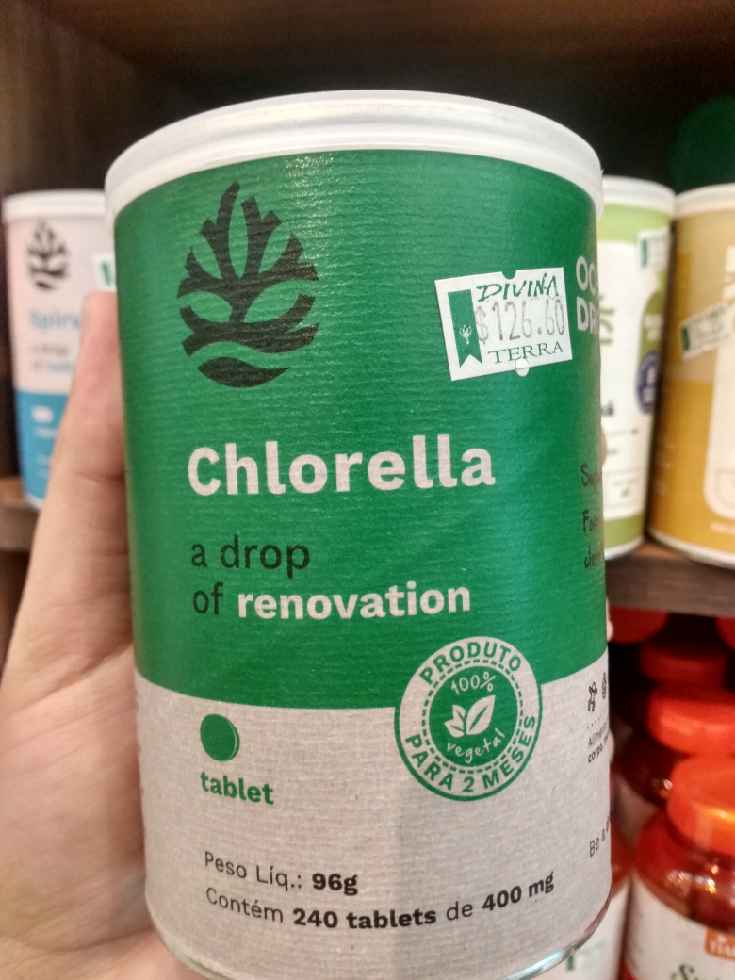 DIVINA
$126.60
TERRA
Chlorella
a drop
of renovation
PRODUTO
100%
vegetal
PARA 2 MESES
tablet
Peso Líq.: 96g
Contém 240 tablets de 400 mg